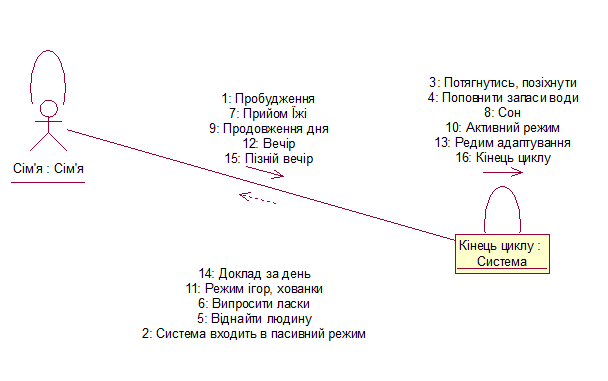 3: Потягнутись, позіхнути
4: Поповнити запаси води
8: Сон
10: Активний режим
13: Редим адаптування
16: Кінець циклу
1: Пробудження
7: Прийом Їжі
9: Продовження дня
12: Вечір
15: Пізній вечір
Сім'я : Сім'я
Кінець циклу :
Система
14: Доклад за день
11: Режим ігор, хованки
6: Випросити ласки
5: Віднайти людину
2: Система входить в пасивний режим